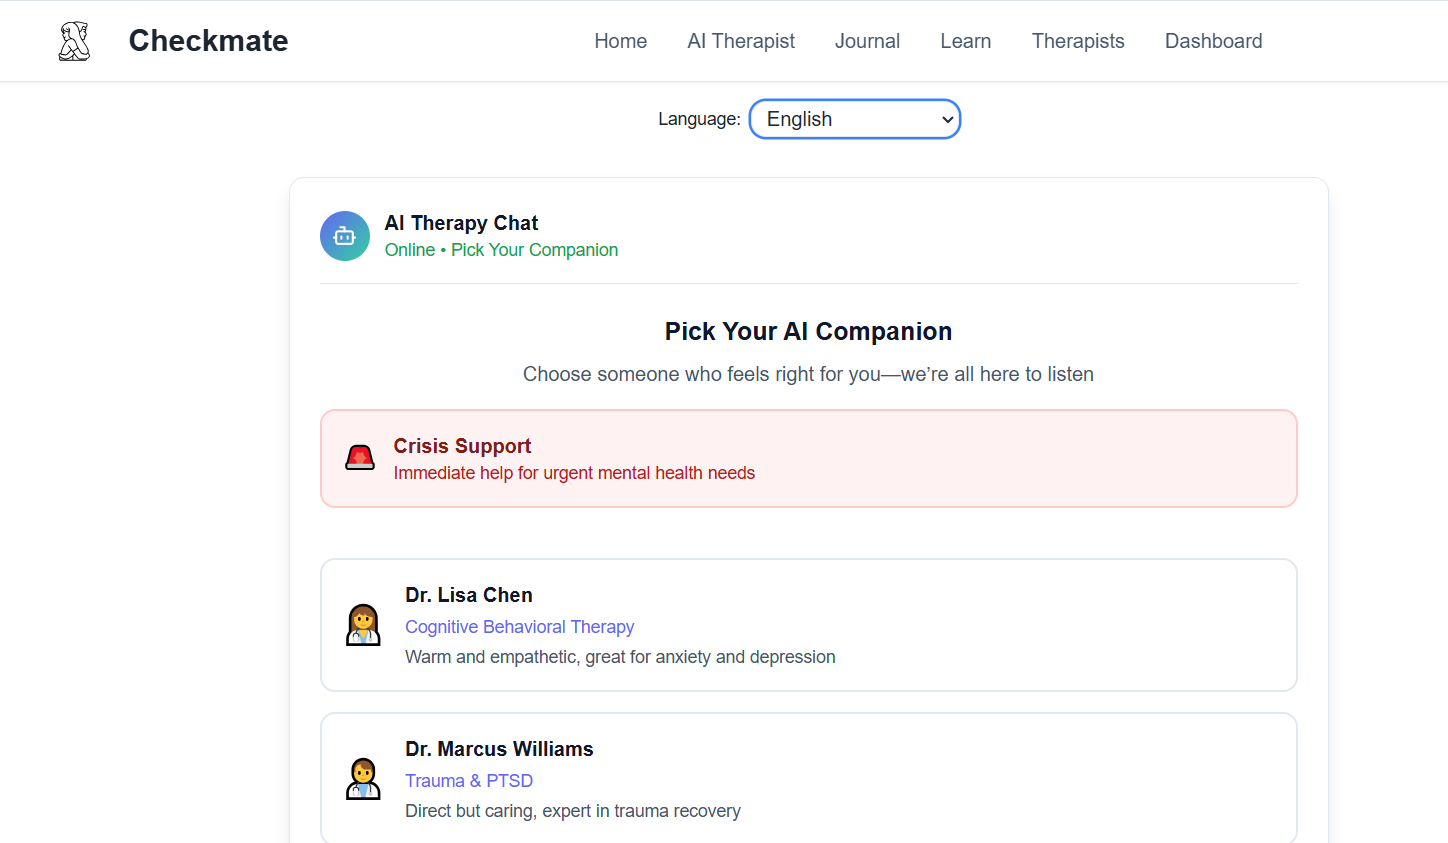 Checkmate
Home
AI Therapist
Journal
Learn
Therapists
Dashboard
Language:
English
AI Therapy Chat
Online • Pick Your Companion
Pick Your AI Companion
Choose someone who feels right for you—we’re all here to listen
Crisis Support
Immediate help for urgent mental health needs
Dr. Lisa Chen
Cognitive Behavioral Therapy
Warm and empathetic, great for anxiety and depression
Dr. Marcus Williams
Trauma & PTSD
Direct but caring, expert in trauma recovery